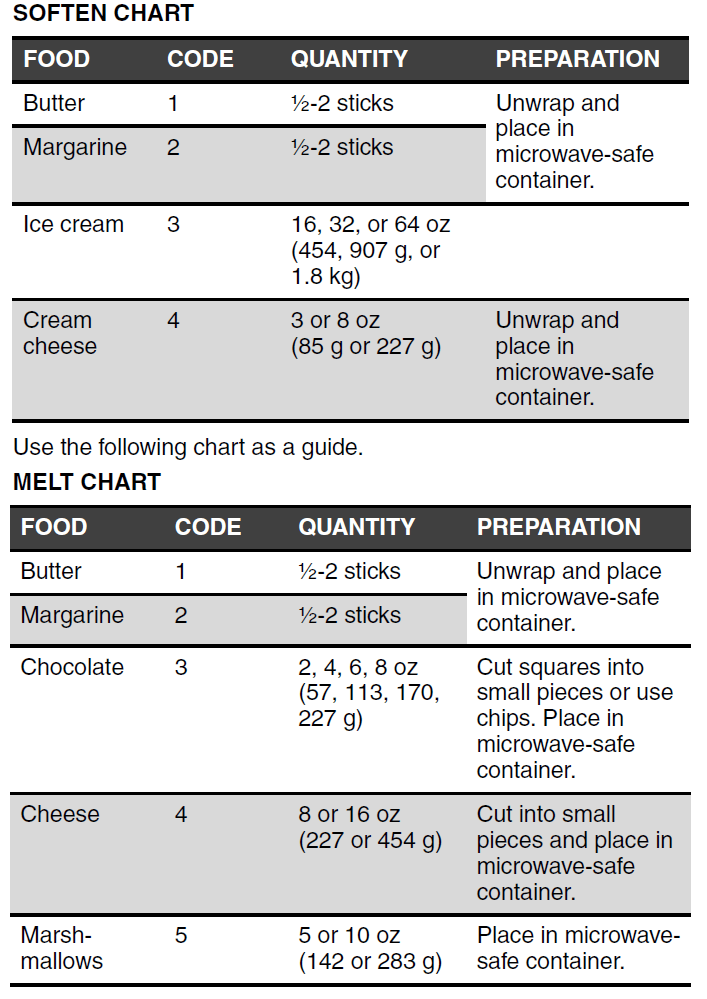 SOFTEN CHART
FOOD CODE QUANTITY PREPARATION
Butter 1 ½-2 sticks Unwrap and
place in
Margarine 2 ½-2 sticks microwave-safe
container.
Ice cream 3 16, 32, or 64 oz
(454, 907 g, or
1.8 kg)
Cream 4 3 or 8 oz Unwrap and
cheese (85 g or 227 g) place in
microwave-safe
container.
Use the following chart as a guide.
MELT CHART
FOOD CODE QUANTITY PREPARATION
Butter 1 ½-2 sticks Unwrap and place
in microwave-safe
Margarine 2 ½-2 sticks container.
Chocolate 3 2, 4, 6, 8 oz Cut squares into
(57, 113, 170, small pieces or use
227 g) chips. Place in
microwave-safe
container.
Cheese 4 8 or 16 oz Cut into small
(227 or 454 g) pieces and place in
microwave-safe
container.
Marsh- 5 5 or 10 oz Place in microwave-
mallows (142 or 283 g) safe container.